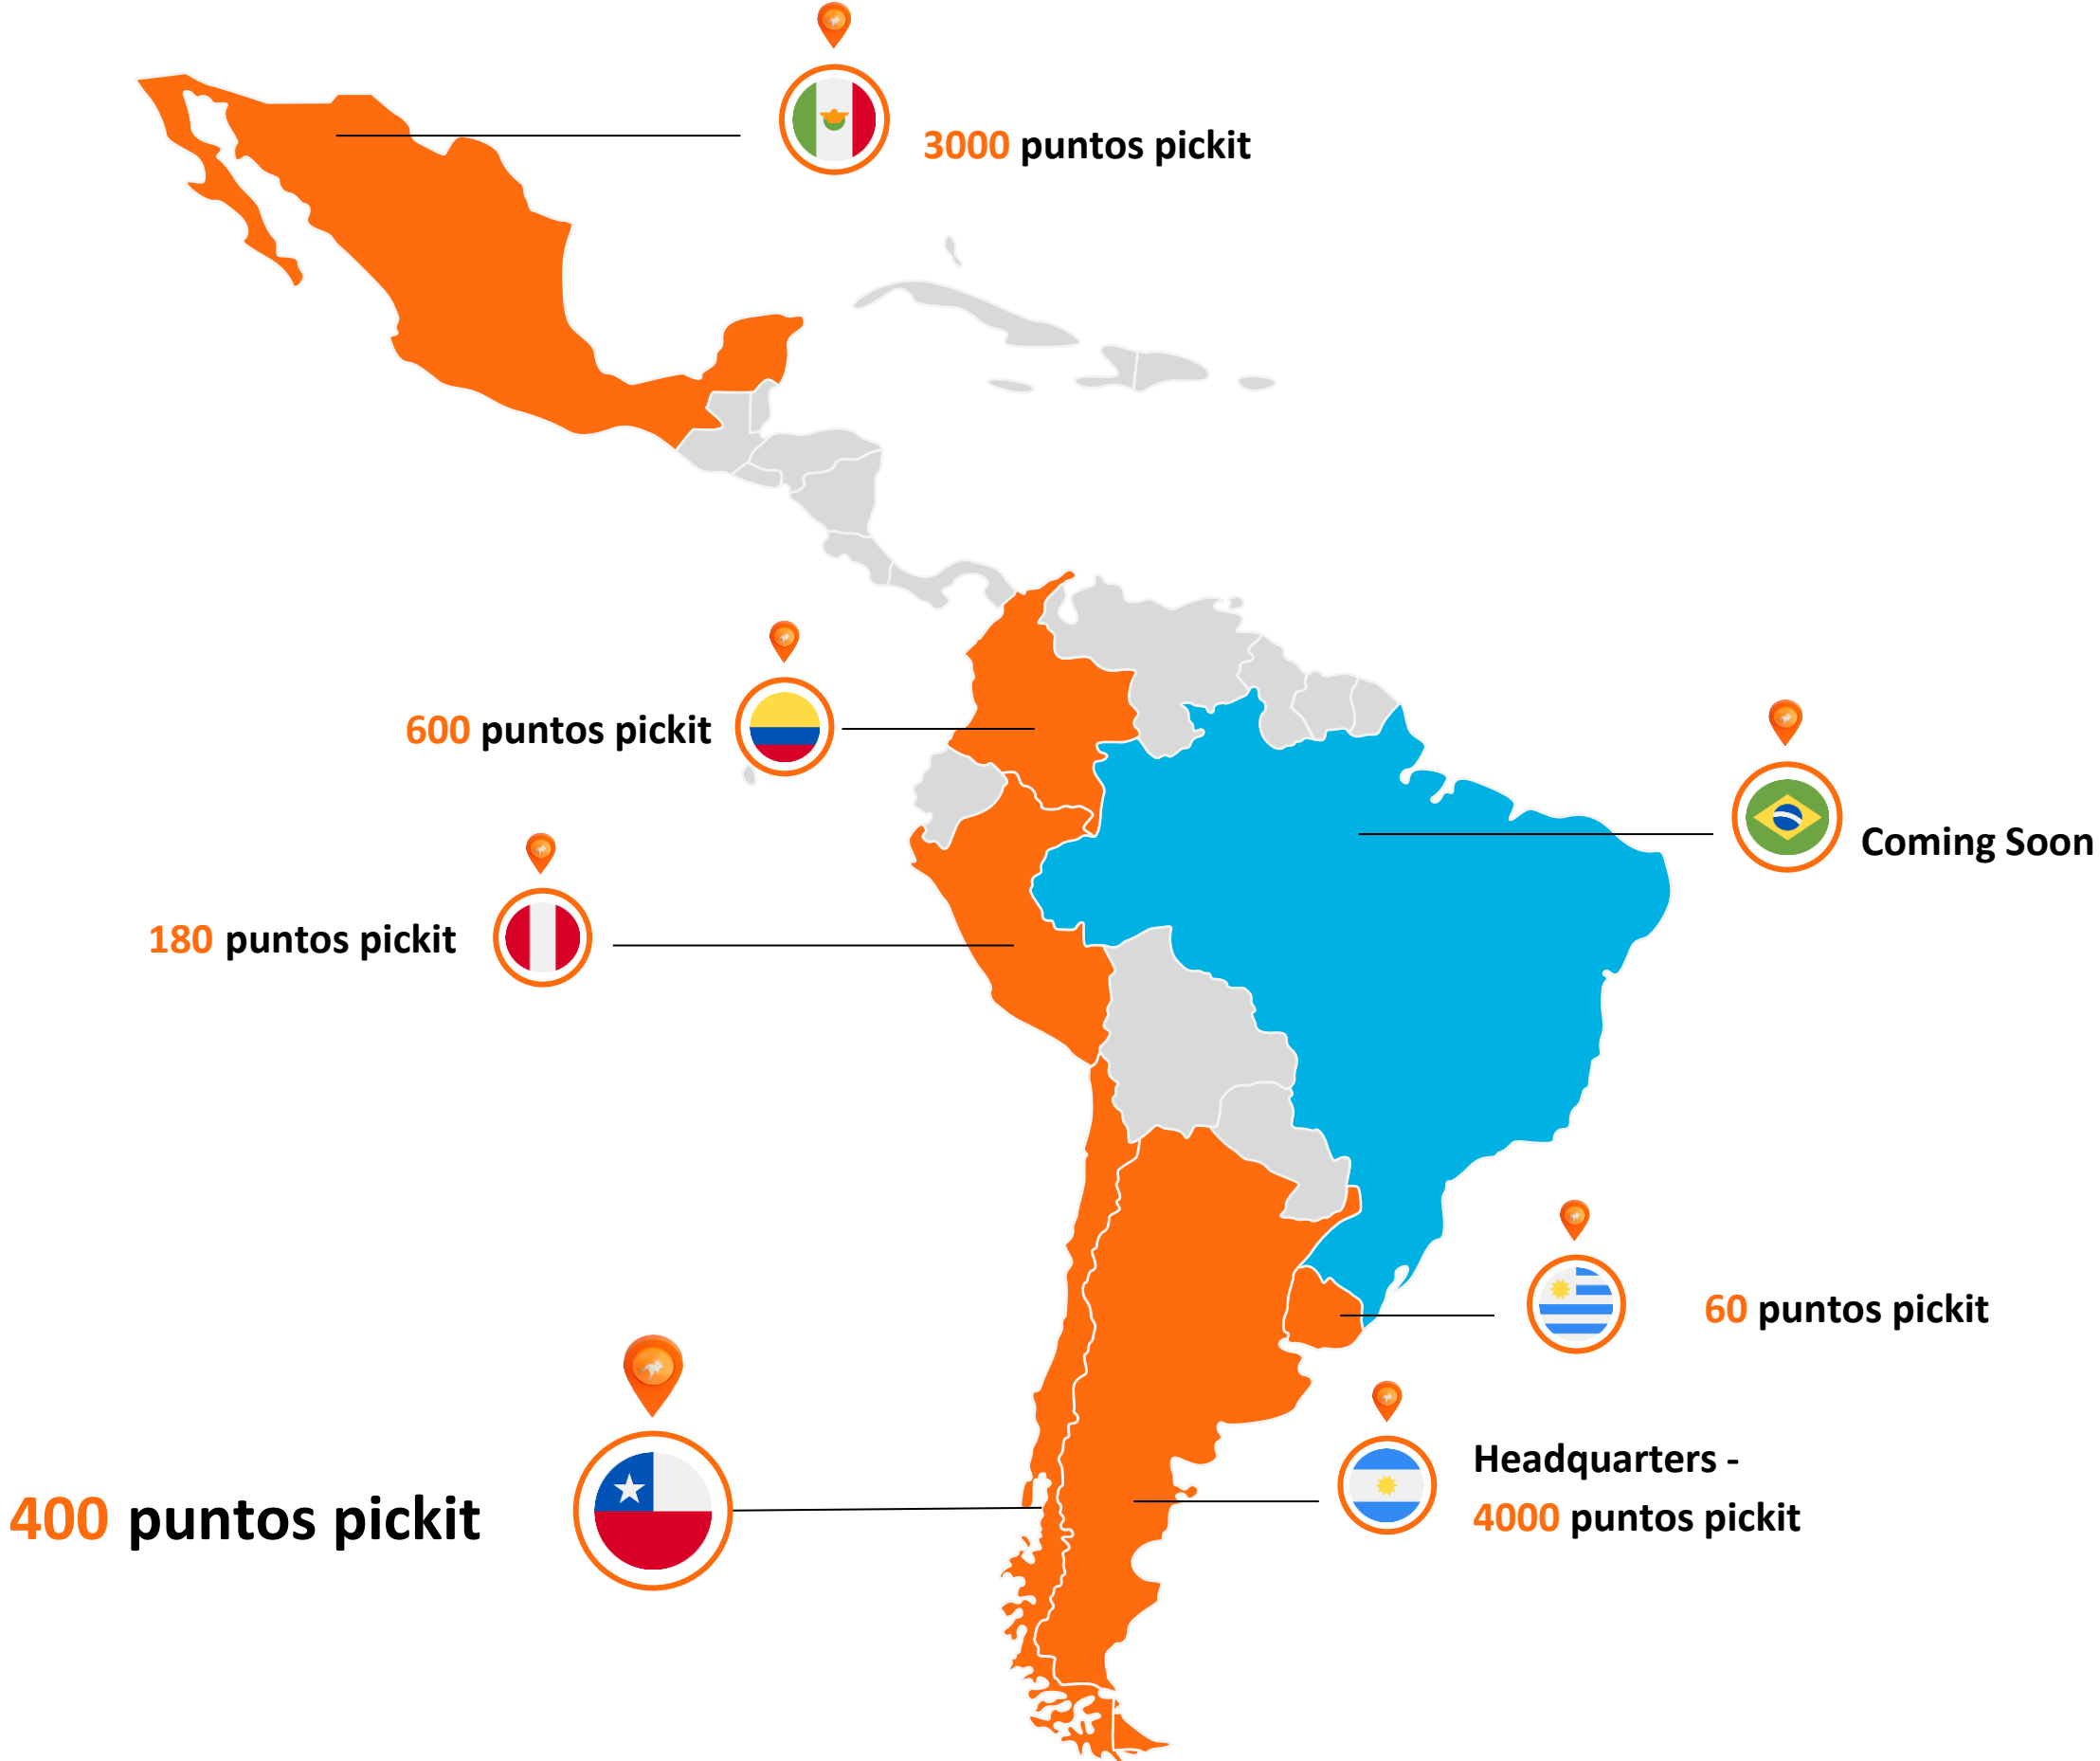 3000 puntos pickit
600 puntos pickit
Coming Soon
180 puntos pickit
60 puntos pickit
Headquarters -
4000 puntos pickit
400 puntos pickit